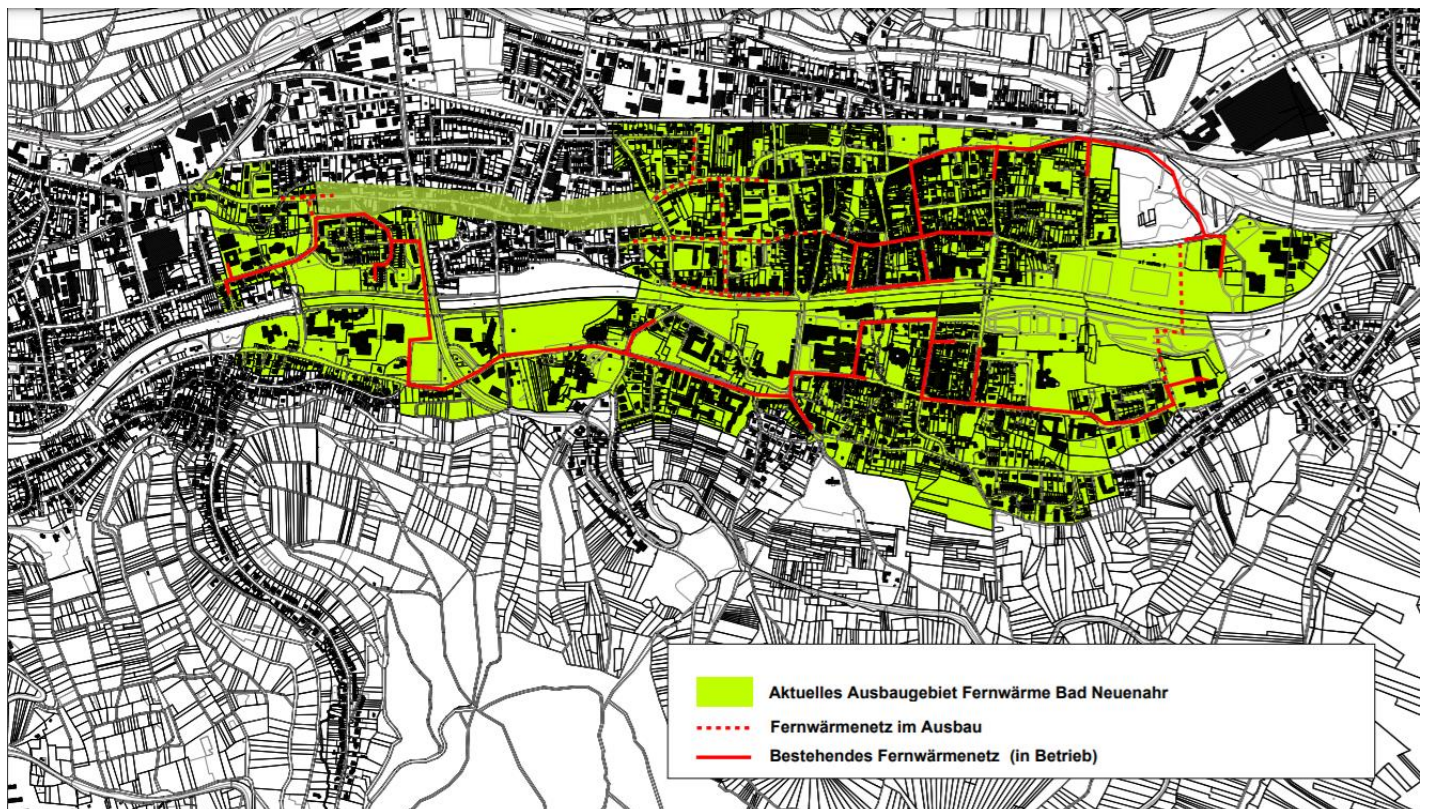 Aktuelles Ausbaugebiet Fernwärme Bad Neuenahr
Fernwärmenetz im Ausbau
Bestehendes Fernwärmenetz (in Betrieb)